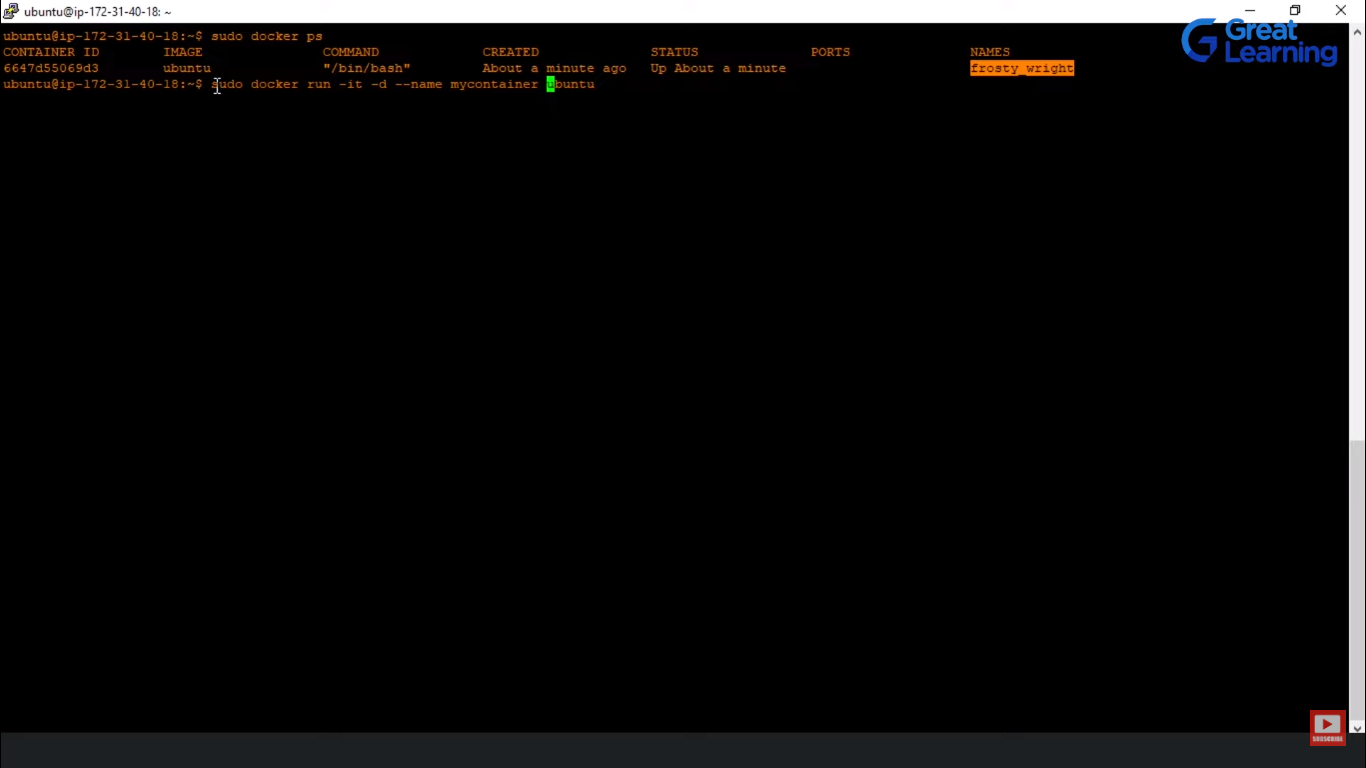 ubuntu@ip-172-31-40-18: ~
ubuntu@ip-172-31-40-18:~$ sudo docker ps
CONTAINER ID IMAGE COMMAND CREATED STATUS PORTS NAMES
6647d55069d3 ubuntu "/bin/bash" About a minute ago Up About a minute frosty_wright
ubuntu@ip-172-31-40-18:~$ sudo docker run -it -d --name mycontainer ubuntu
Great
Learning
SUBSCRIBE